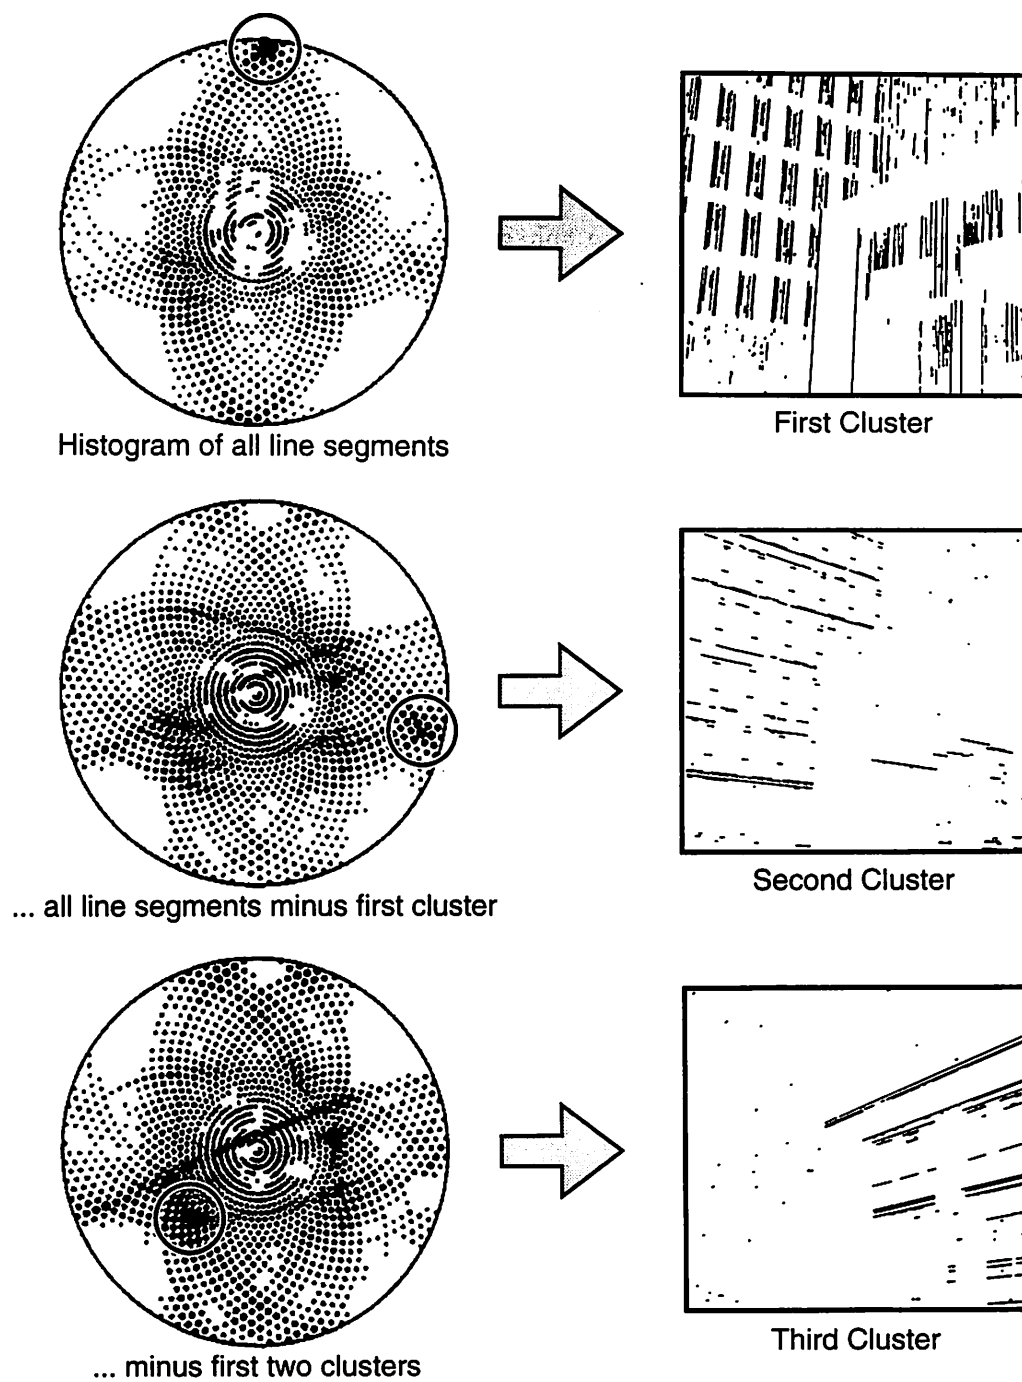 Histogram of all line segments
First Cluster
... all line segments minus first cluster
Second Cluster
... minus first two clusters
Third Cluster